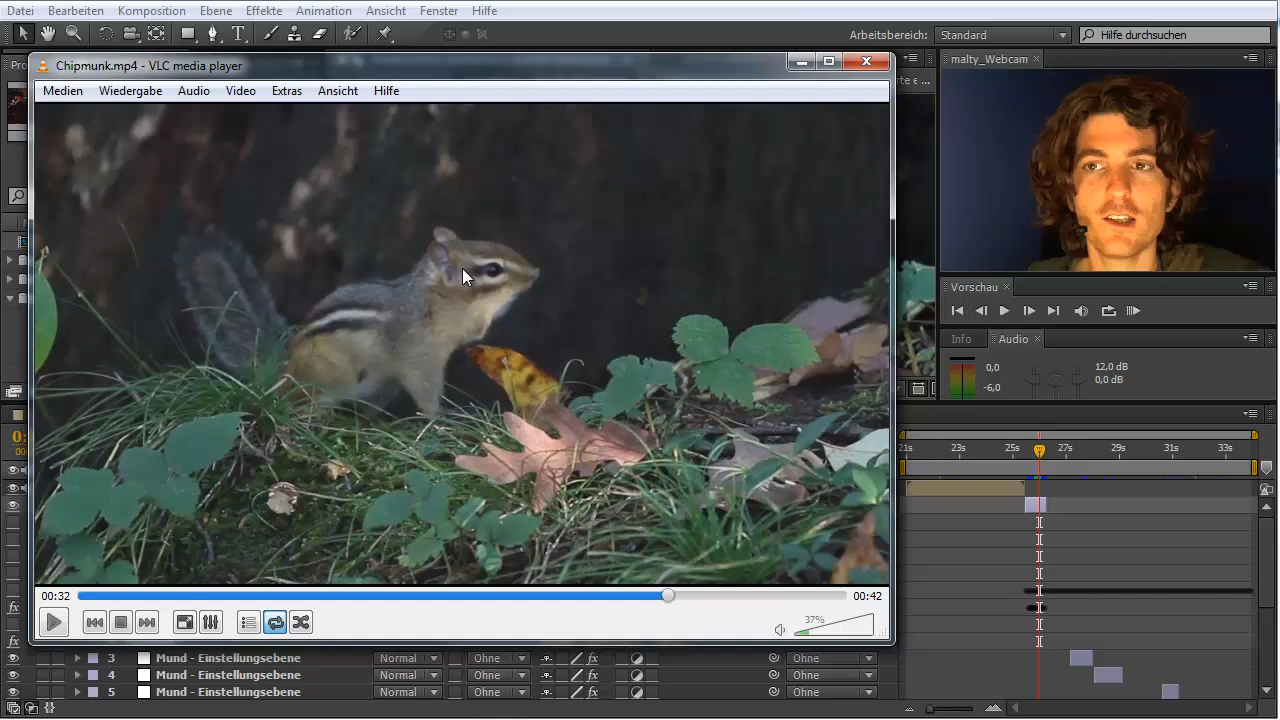 Datei Bearbeiten Komposition Ebene Effekte Animation Ansicht Fenster Hilfe
Arbeitsbereich: Standard Hilfe durchsuchen
Chipmunk.mp4 - VLC media player
malty_Webcam
Medien Wiedergabe Audio Video Extras Ansicht Hilfe
Vorschau
Info Audio
0,0 12,0 dB
-6,0 0,0 dB
21s 23s 25s 27s 29s 31s 33s
00:32 00:42
37%
3 Mund - Einstellungsebene Normal Ohne fx Ohne
4 Mund - Einstellungsebene Normal Ohne fx Ohne
5 Mund - Einstellungsebene Normal Ohne fx Ohne